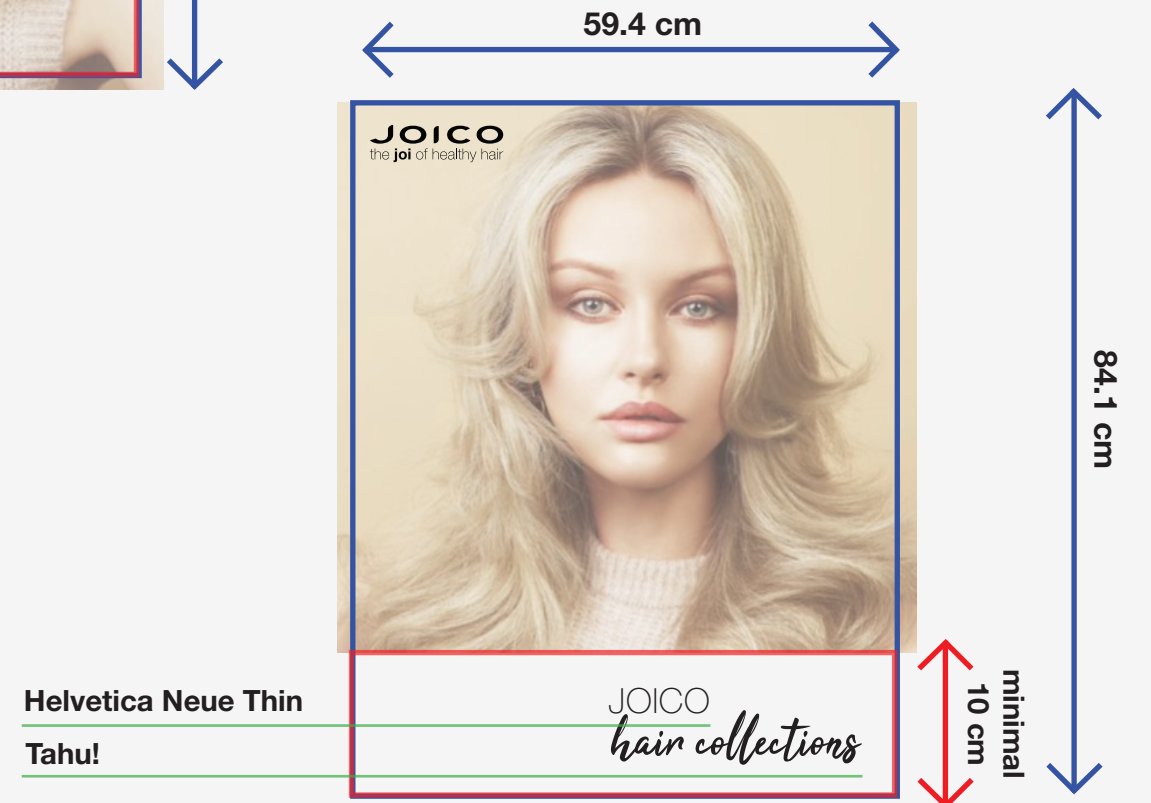 59.4 cm
JOICO
the joi of healthy hair
84.1 cm
Helvetica Neue Thin
Tahu!
JOICO
hair collections
minimal
10 cm